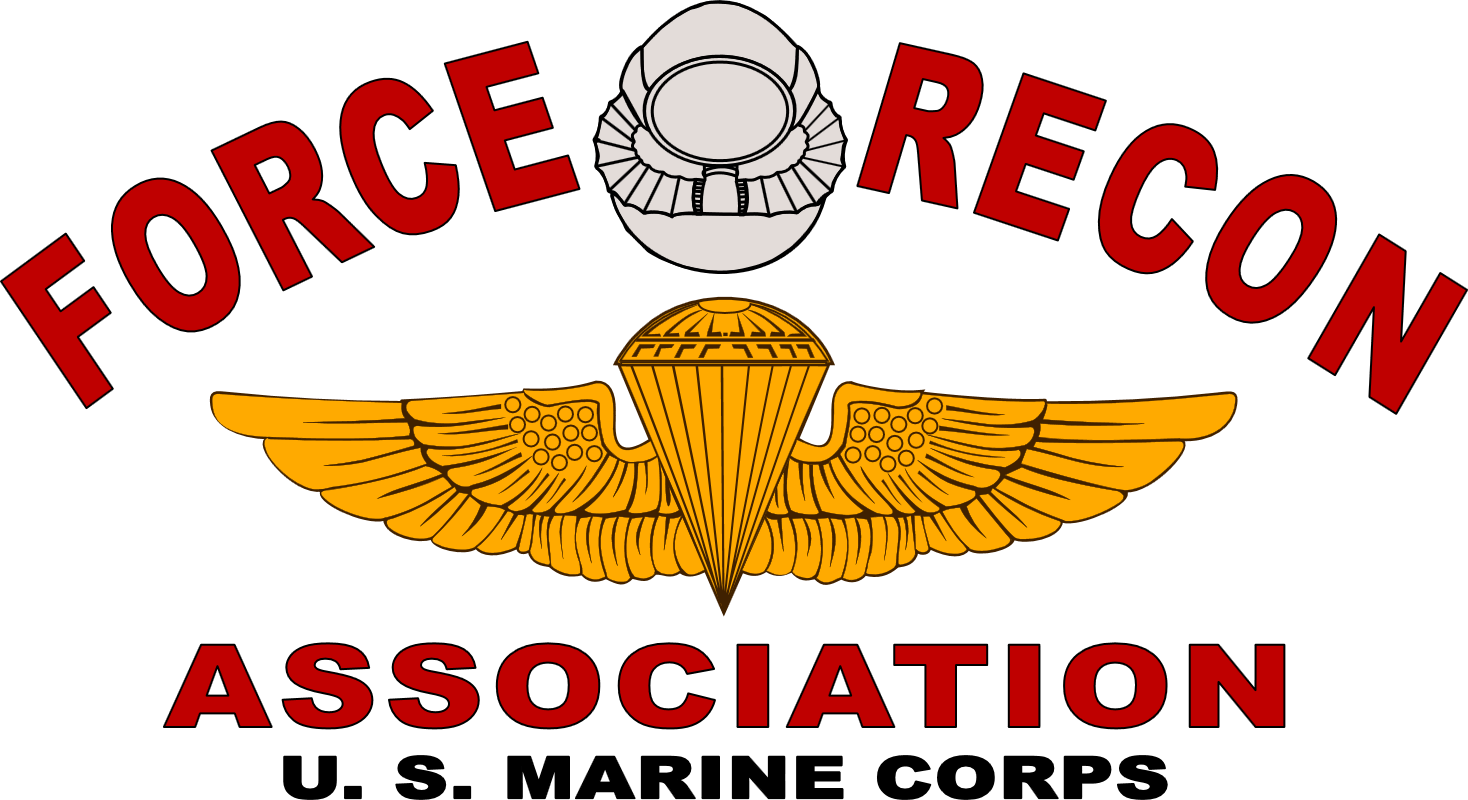 FORCE RECON
ASSOCIATION
U. S. MARINE CORPS